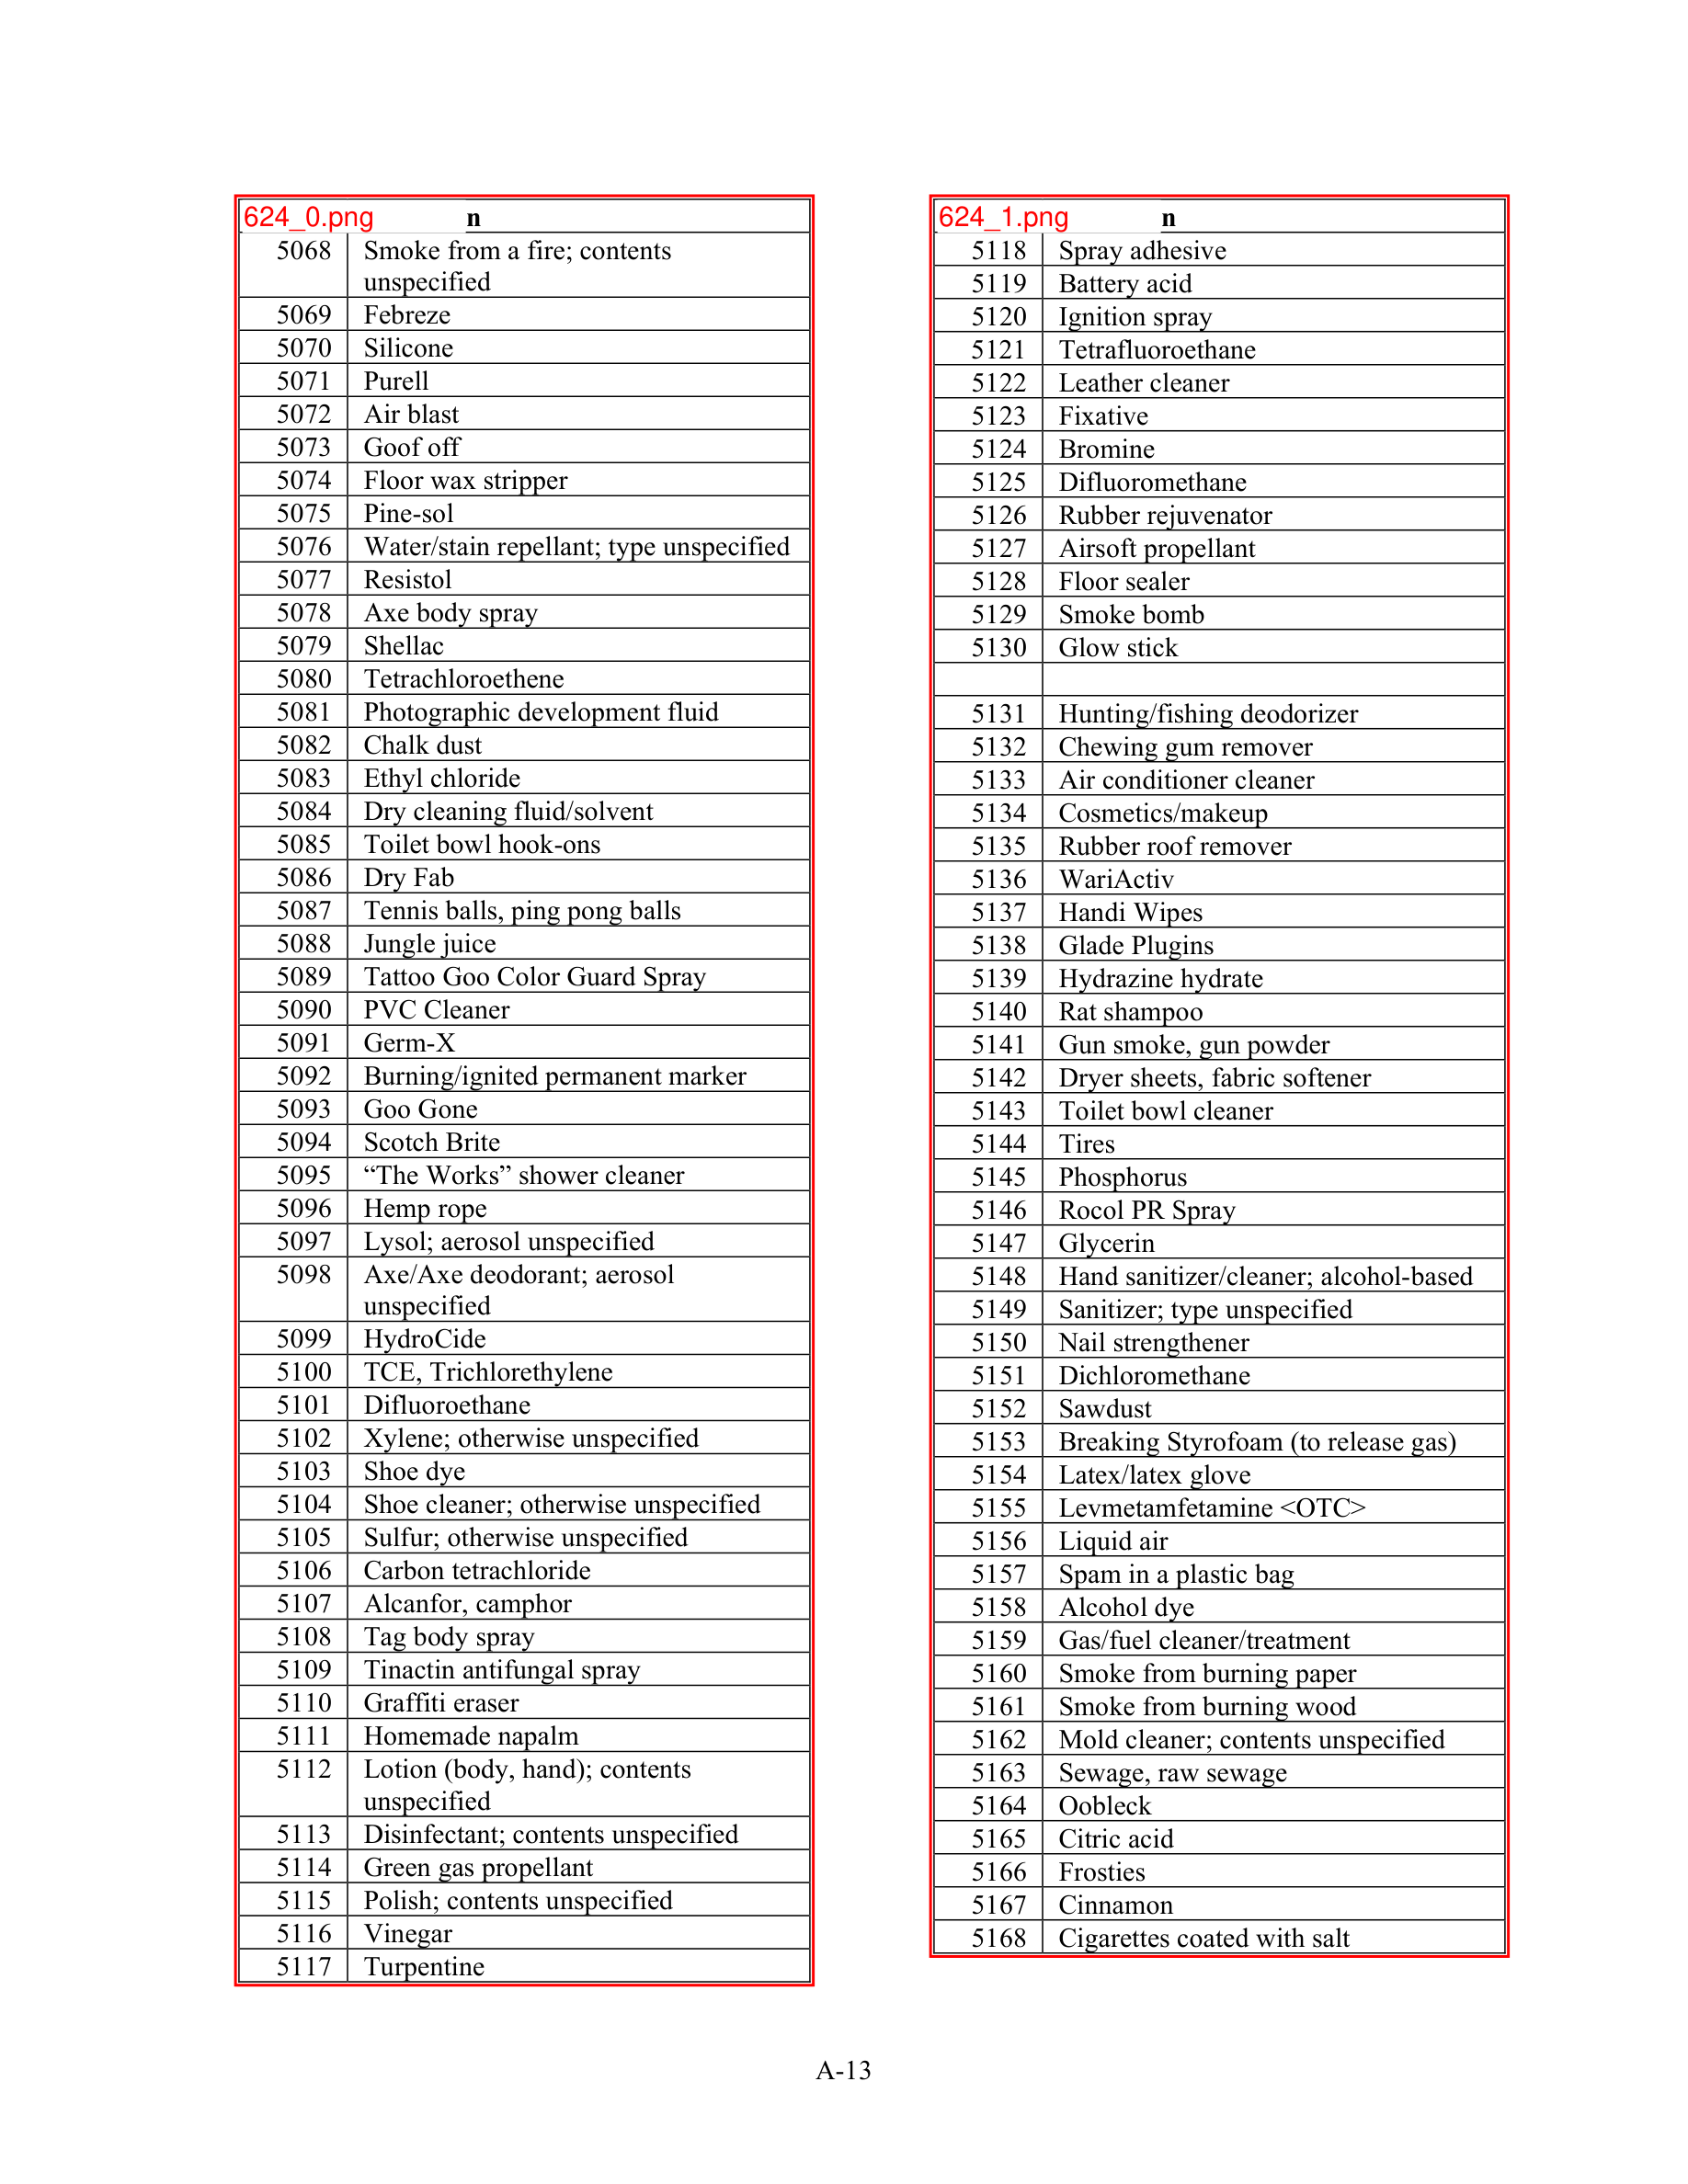 624_0.png n
5068 Smoke from a fire; contents
unspecified
5069 Febreze
5070 Silicone
5071 Purell
5072 Air blast
5073 Goof off
5074 Floor wax stripper
5075 Pine-sol
5076 Water/stain repellant; type unspecified
5077 Resistol
5078 Axe body spray
5079 Shellac
5080 Tetrachloroethene
5081 Photographic development fluid
5082 Chalk dust
5083 Ethyl chloride
5084 Dry cleaning fluid/solvent
5085 Toilet bowl hook-ons
5086 Dry Fab
5087 Tennis balls, ping pong balls
5088 Jungle juice
5089 Tattoo Goo Color Guard Spray
5090 PVC Cleaner
5091 Germ-X
5092 Burning/ignited permanent marker
5093 Goo Gone
5094 Scotch Brite
5095 “The Works” shower cleaner
5096 Hemp rope
5097 Lysol; aerosol unspecified
5098 Axe/Axe deodorant; aerosol
unspecified
5099 HydroCide
5100 TCE, Trichlorethylene
5101 Difluoroethane
5102 Xylene; otherwise unspecified
5103 Shoe dye
5104 Shoe cleaner; otherwise unspecified
5105 Sulfur; otherwise unspecified
5106 Carbon tetrachloride
5107 Alcanfor, camphor
5108 Tag body spray
5109 Tinactin antifungal spray
5110 Graffiti eraser
5111 Homemade napalm
5112 Lotion (body, hand); contents
unspecified
5113 Disinfectant; contents unspecified
5114 Green gas propellant
5115 Polish; contents unspecified
5116 Vinegar
5117 Turpentine
624_1.png n
5118 Spray adhesive
5119 Battery acid
5120 Ignition spray
5121 Tetrafluoroethane
5122 Leather cleaner
5123 Fixative
5124 Bromine
5125 Difluoromethane
5126 Rubber rejuvenator
5127 Airsoft propellant
5128 Floor sealer
5129 Smoke bomb
5130 Glow stick
5131 Hunting/fishing deodorizer
5132 Chewing gum remover
5133 Air conditioner cleaner
5134 Cosmetics/makeup
5135 Rubber roof remover
5136 WariActiv
5137 Handi Wipes
5138 Glade Plugins
5139 Hydrazine hydrate
5140 Rat shampoo
5141 Gun smoke, gun powder
5142 Dryer sheets, fabric softener
5143 Toilet bowl cleaner
5144 Tires
5145 Phosphorus
5146 Rocol PR Spray
5147 Glycerin
5148 Hand sanitizer/cleaner; alcohol-based
5149 Sanitizer; type unspecified
5150 Nail strengthener
5151 Dichloromethane
5152 Sawdust
5153 Breaking Styrofoam (to release gas)
5154 Latex/latex glove
5155 Levmetamfetamine <OTC>
5156 Liquid air
5157 Spam in a plastic bag
5158 Alcohol dye
5159 Gas/fuel cleaner/treatment
5160 Smoke from burning paper
5161 Smoke from burning wood
5162 Mold cleaner; contents unspecified
5163 Sewage, raw sewage
5164 Oobleck
5165 Citric acid
5166 Frosties
5167 Cinnamon
5168 Cigarettes coated with salt
A-13